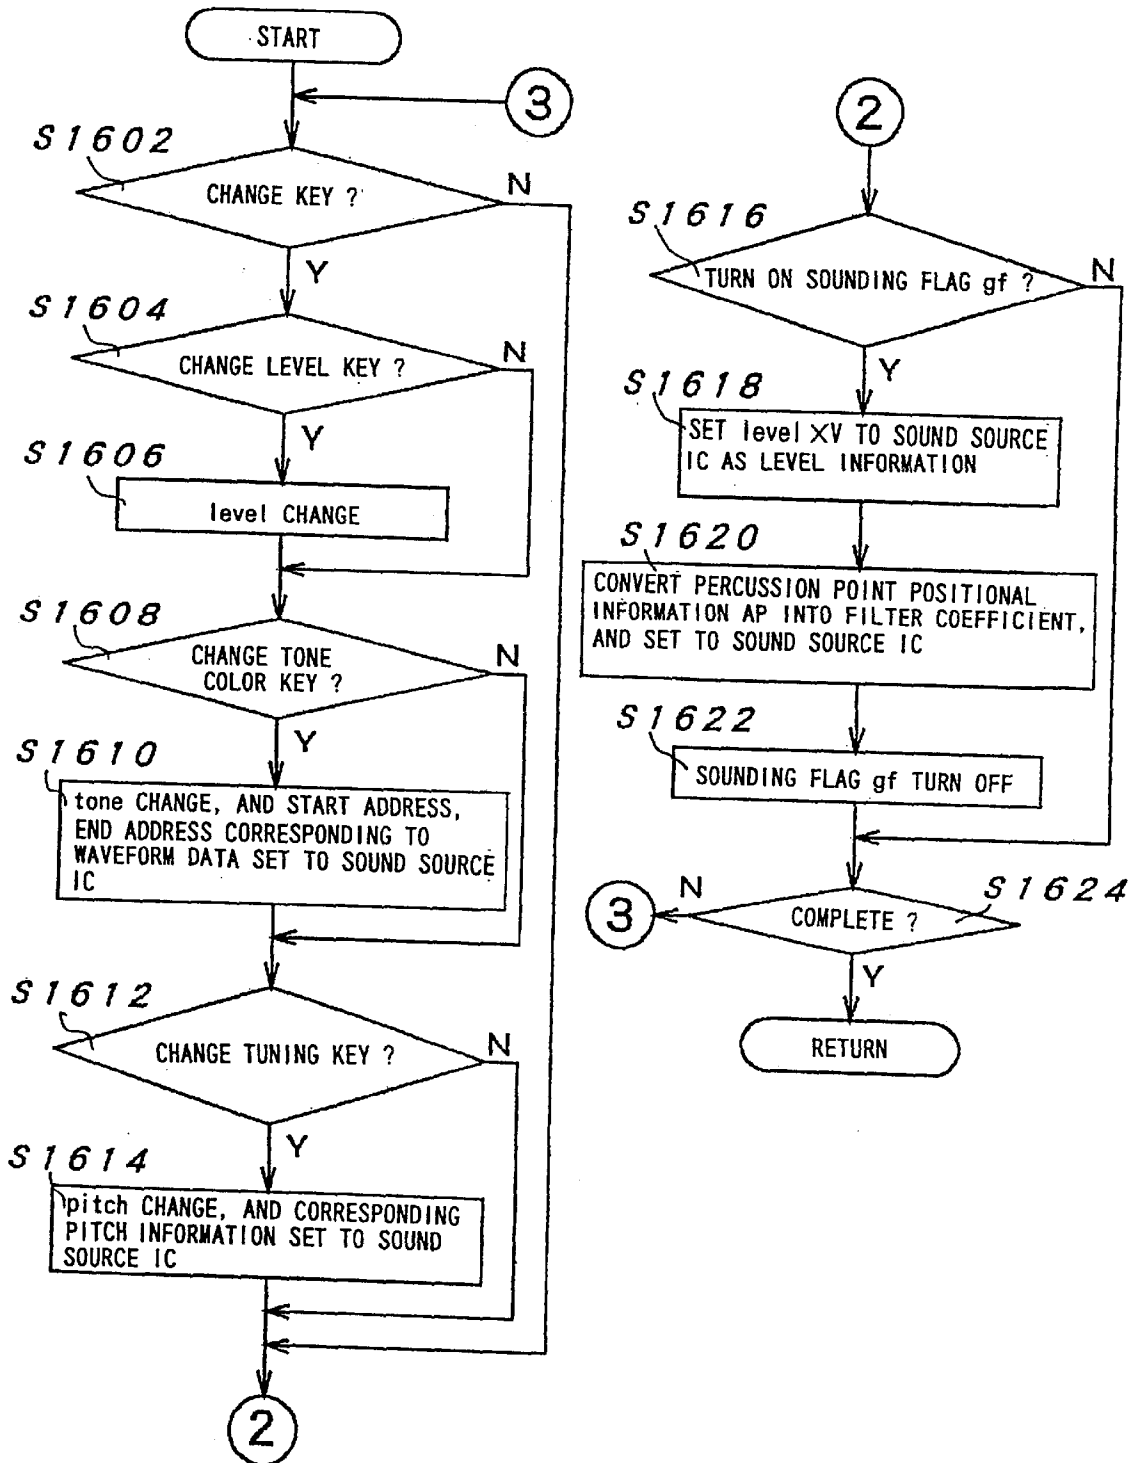 START
3
S1602
CHANGE KEY ?
N
Y
S1604
CHANGE LEVEL KEY ?
N
Y
S1606
level CHANGE
S1608
CHANGE TONE
COLOR KEY ?
N
Y
S1610
tone CHANGE, AND START ADDRESS,
END ADDRESS CORRESPONDING TO
WAVEFORM DATA SET TO SOUND SOURCE
IC
S1612
CHANGE TUNING KEY ?
N
Y
S1614
pitch CHANGE, AND CORRESPONDING
PITCH INFORMATION SET TO SOUND
SOURCE IC
2
2
S1616
TURN ON SOUNDING FLAG gf ?
N
Y
S1618
SET level XV TO SOUND SOURCE
IC AS LEVEL INFORMATION
S1620
CONVERT PERCUSSION POINT POSITIONAL
INFORMATION AP INTO FILTER COEFFICIENT,
AND SET TO SOUND SOURCE IC
S1622
SOUNDING FLAG gf TURN OFF
N
S1624
3
COMPLETE ?
Y
RETURN